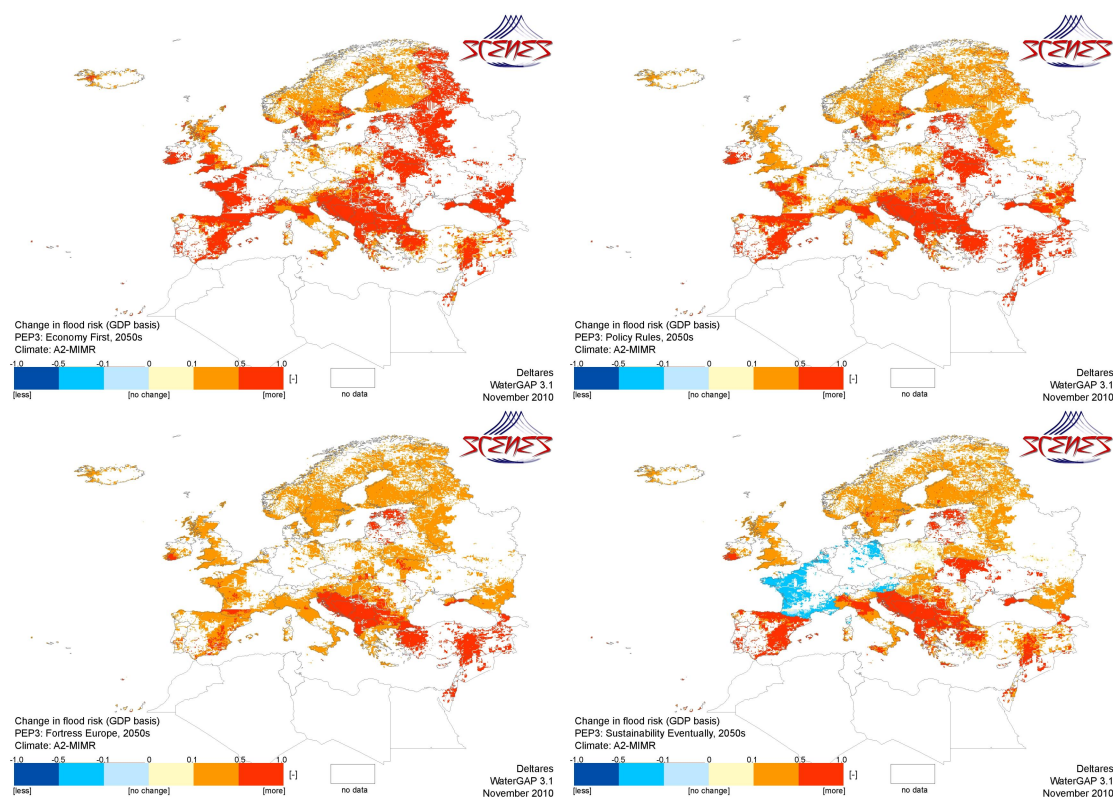 SCENES
Change in flood risk (GDP basis)
PEP3: Economy First, 2050s
Climate: A2-MIMR
-1.0 -0.5 -0.1 0 0.1 0.5 1.0
[-]
[less] [no change] [more]
no data
Deltares
WaterGAP 3.1
November 2010
SCENES
Change in flood risk (GDP basis)
PEP3: Policy Rules, 2050s
Climate: A2-MIMR
-1.0 -0.5 -0.1 0 0.1 0.5 1.0
[-]
[less] [no change] [more]
no data
Deltares
WaterGAP 3.1
November 2010
SCENES
Change in flood risk (GDP basis)
PEP3: Fortress Europe, 2050s
Climate: A2-MIMR
-1.0 -0.5 -0.1 0 0.1 0.5 1.0
[-]
[less] [no change] [more]
no data
Deltares
WaterGAP 3.1
November 2010
SCENES
Change in flood risk (GDP basis)
PEP3: Sustainability Eventually, 2050s
Climate: A2-MIMR
-1.0 -0.5 -0.1 0 0.1 0.5 1.0
[-]
[less] [no change] [more]
no data
Deltares
WaterGAP 3.1
November 2010